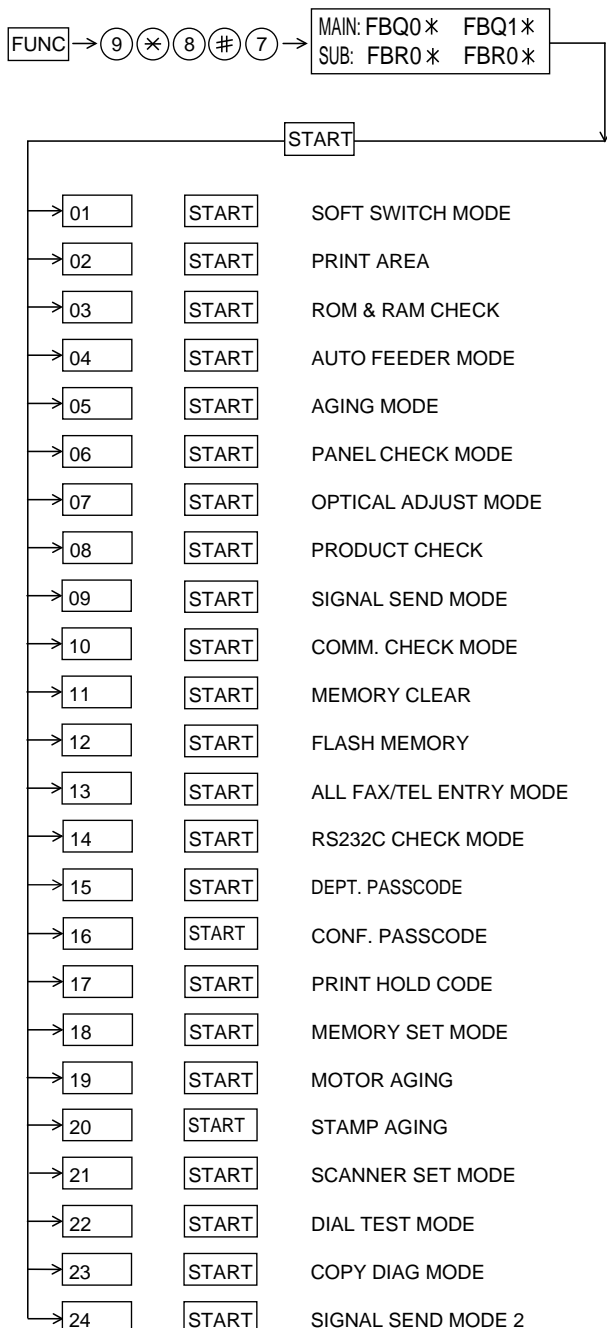 FUNC → 9 * 8 # 7 → MAIN: FBQ0* FBQ1*
SUB: FBR0* FBR0*
START
01 START SOFT SWITCH MODE
02 START PRINT AREA
03 START ROM & RAM CHECK
04 START AUTO FEEDER MODE
05 START AGING MODE
06 START PANEL CHECK MODE
07 START OPTICAL ADJUST MODE
08 START PRODUCT CHECK
09 START SIGNAL SEND MODE
10 START COMM. CHECK MODE
11 START MEMORY CLEAR
12 START FLASH MEMORY
13 START ALL FAX/TEL ENTRY MODE
14 START RS232C CHECK MODE
15 START DEPT. PASSCODE
16 START CONF. PASSCODE
17 START PRINT HOLD CODE
18 START MEMORY SET MODE
19 START MOTOR AGING
20 START STAMP AGING
21 START SCANNER SET MODE
22 START DIAL TEST MODE
23 START COPY DIAG MODE
24 START SIGNAL SEND MODE 2